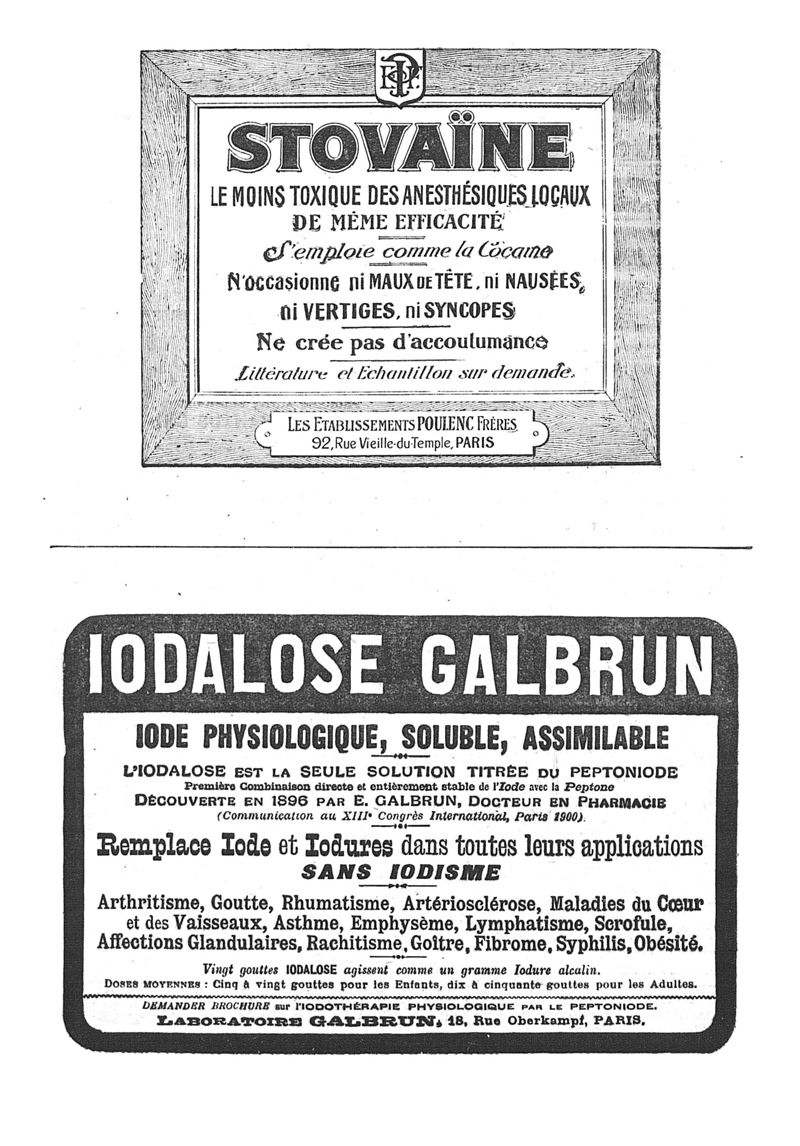 STOVAÏNE
LE MOINS TOXIQUE DES ANESTHÉSIQUES LOCAUX
DE MÊME EFFICACITÉ
S'emploie comme la Cocaïne
N'occasionne ni MAUX DE TÊTE, ni NAUSÉES,
ni VERTIGES, ni SYNCOPES
Ne crée pas d'accoutumance
Littérature et Echantillon sur demande.
LES ETABLISSEMENTS POULENC FRÈRES
92, Rue Vieille-du-Temple, PARIS
IODALOSE GALBRUN
IODE PHYSIOLOGIQUE, SOLUBLE, ASSIMILABLE
L'IODALOSE EST LA SEULE SOLUTION TITRÉE DU PEPTONIODE
Première Combinaison directe et entièrement stable de l'Iode avec la Peptone
DÉCOUVERTE EN 1896 PAR E. GALBRUN, DOCTEUR EN PHARMACIE
(Communication au XIIIe Congrès International, Paris 1900).
Remplace Iode et Iodures dans toutes leurs applications
SANS IODISME
Arthritisme, Goutte, Rhumatisme, Artériosclérose, Maladies du Cœur
et des Vaisseaux, Asthme, Emphysème, Lymphatisme, Scrofule,
Affections Glandulaires, Rachitisme, Goître, Fibrome, Syphilis, Obésité.
Vingt gouttes IODALOSE agissent comme un gramme Iodure alcalin.
DOSES MOYENNES : Cinq à vingt gouttes pour les Enfants, dix à cinquante gouttes pour les Adultes.
DEMANDER BROCHURE sur l'IODOTHÉRAPIE PHYSIOLOGIQUE PAR LE PEPTONIODE.
LABORATOIRE GALBRUN, 18, Rue Oberkampf, PARIS.